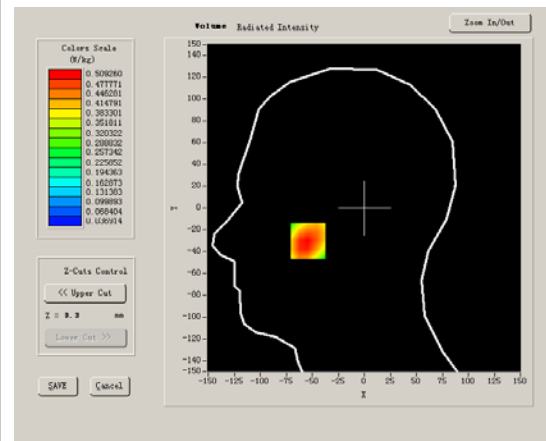 Volume Radiated Intensity
Zoom In/Out
Colors Scale
(W/kg)
0.509260
0.477771
0.446281
0.414791
0.383301
0.351811
0.320322
0.288832
0.257342
0.225852
0.194363
0.162873
0.131383
0.099893
0.068404
0.036914
Z-Cuts Control
<< Upper Cut
mm
Lower Cut >>
SAVE
Cancel
Y
150
140
120
100
80
60
40
20
0
-20
-40
-60
-80
-100
-120
-140
-150
-150 -125 -100 -75 -50 -25 0 25 50 75 100 125 150
X